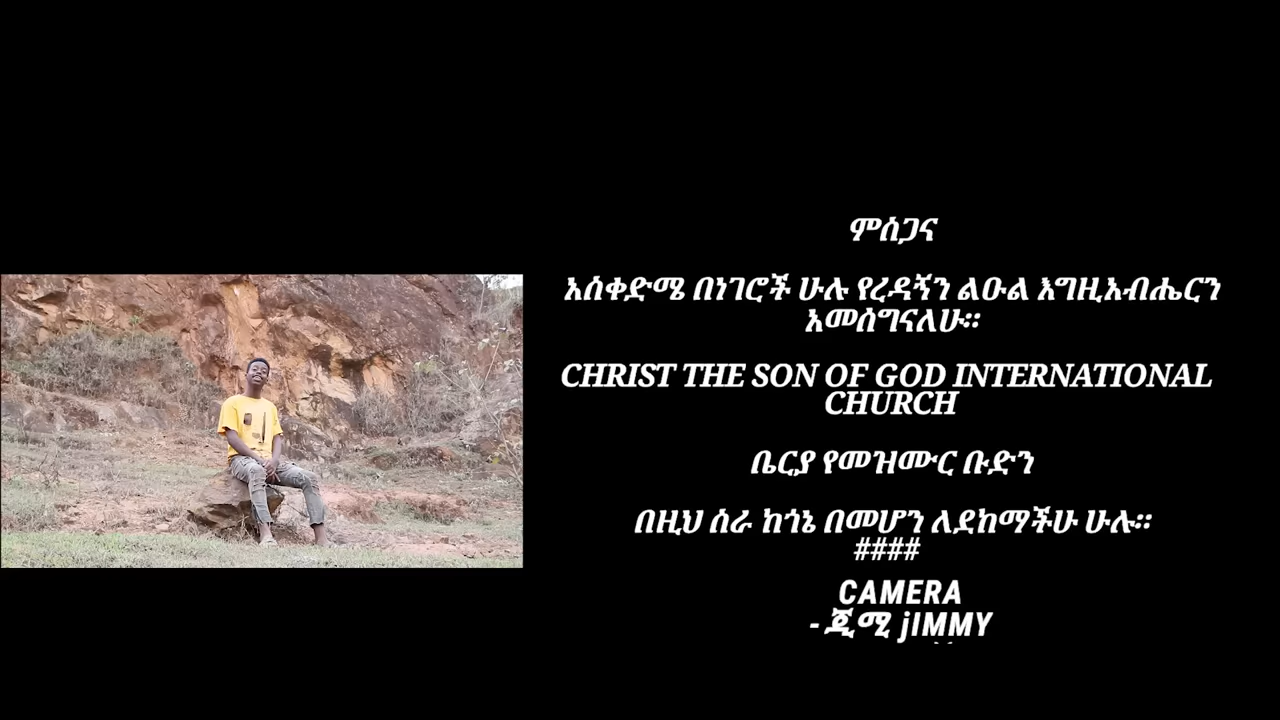 ምስጋና
አስቀድሜ በነገሮች ሁሉ የረዳኝን ልዑል እግዚአብሔርን
አመሰግናለሁ።
CHRIST THE SON OF GOD INTERNATIONAL
CHURCH
ቤርያ የመዝሙር ቡድን
በዚህ ስራ ከጎኔ በመሆን ለደከማችሁ ሁሉ።
####
CAMERA
- ጂሚ jIMMY